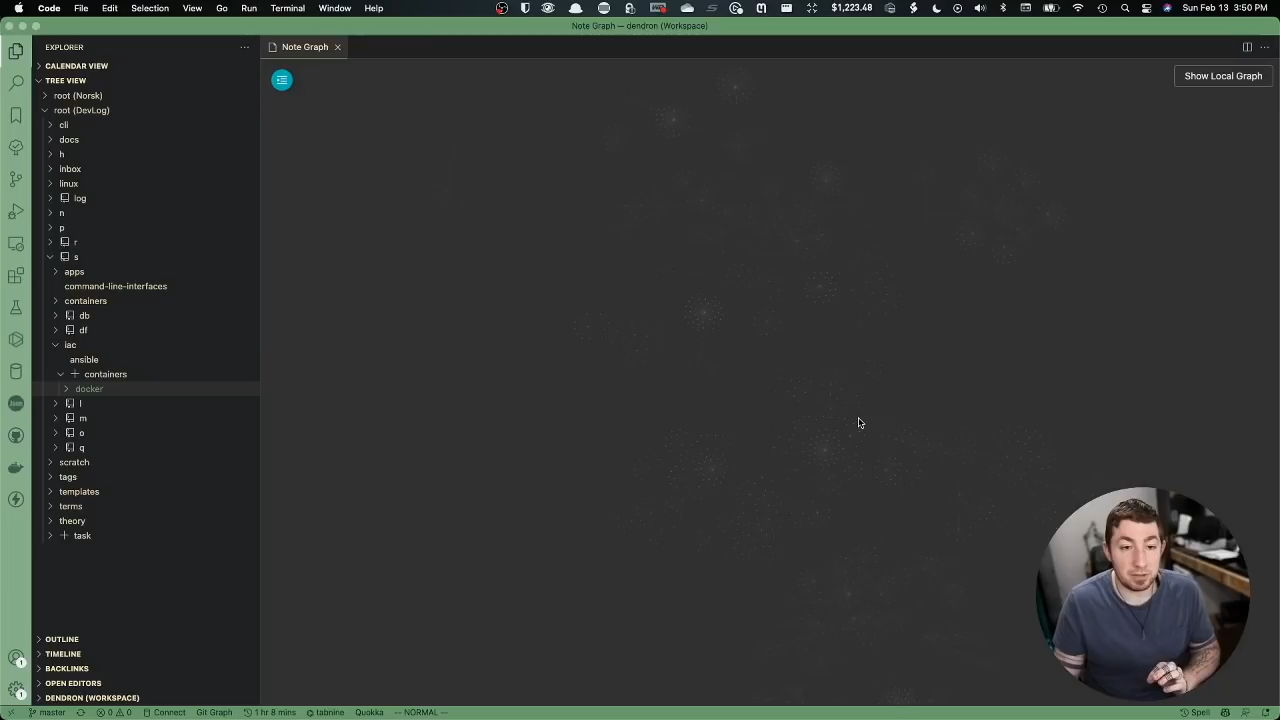 Code File Edit Selection View Go Run Terminal Window Help $1,223.48 Sun Feb 13 3:50 PM
Note Graph — dendron (Workspace)
EXPLORER
Note Graph
CALENDAR VIEW
TREE VIEW
Show Local Graph
root (Norsk)
root (DevLog)
cli
docs
h
inbox
linux
log
n
p
r
s
apps
command-line-interfaces
containers
db
df
iac
ansible
containers
docker
l
m
o
q
scratch
tags
templates
terms
theory
task
OUTLINE
TIMELINE
BACKLINKS
OPEN EDITORS
DENDRON (WORKSPACE)
master 0 0 Connect Git Graph 1 hr 8 mins tabnine Quokka -- NORMAL -- Spell